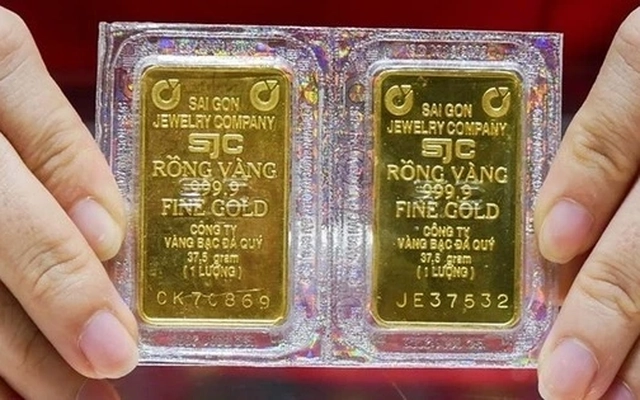 SAI GON
JEWELRY COMPANY
SJC
RỒNG VÀNG
999.9
FINE GOLD
CÔNG TY
VÀNG BẠC ĐÁ QUÝ
37,5 gram
(1 LƯỢNG)
CK70869
SAI GON
JEWELRY COMPANY
SJC
RỒNG VÀNG
999.9
FINE GOLD
CÔNG TY
VÀNG BẠC ĐÁ QUÝ
37,5 gram
(1 LƯỢNG)
JE37532